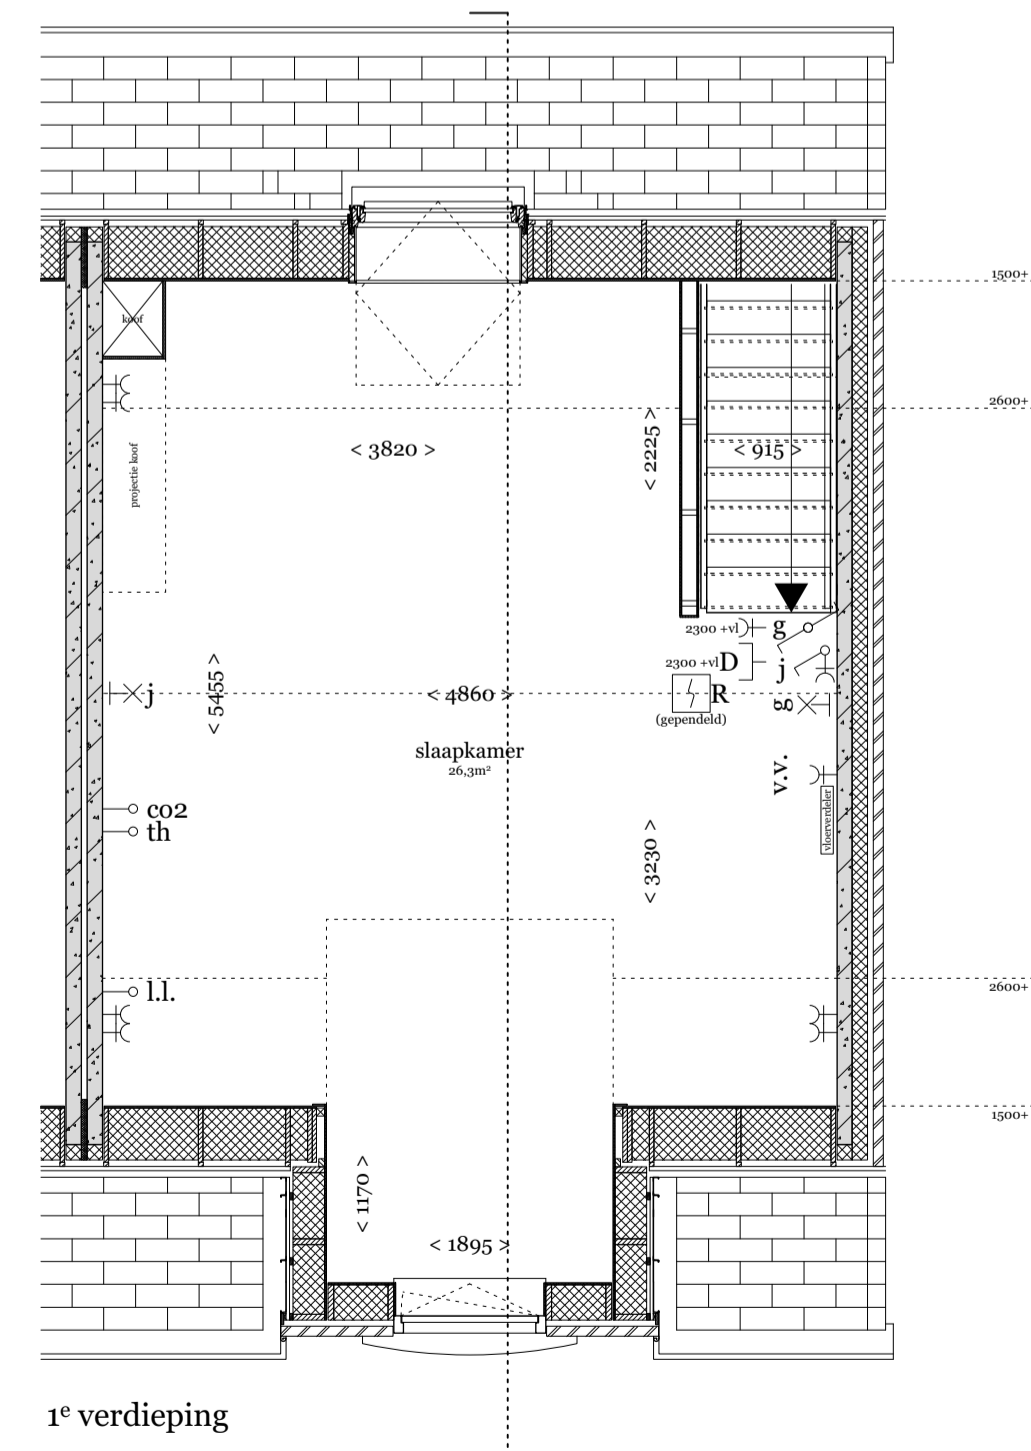 1500+
koof
2600+
projectie koof
< 3820 >
< 2225 >
< 915 >
2300 +vl
g
2300 +vl
D
j
R
(gependeld)
g
j
< 5455 >
< 4860 >
slaapkamer
26,3m²
v.v.
vloerverdeler
co2
th
< 3230 >
l.l.
2600+
1500+
< 1170 >
< 1895 >
1e verdieping